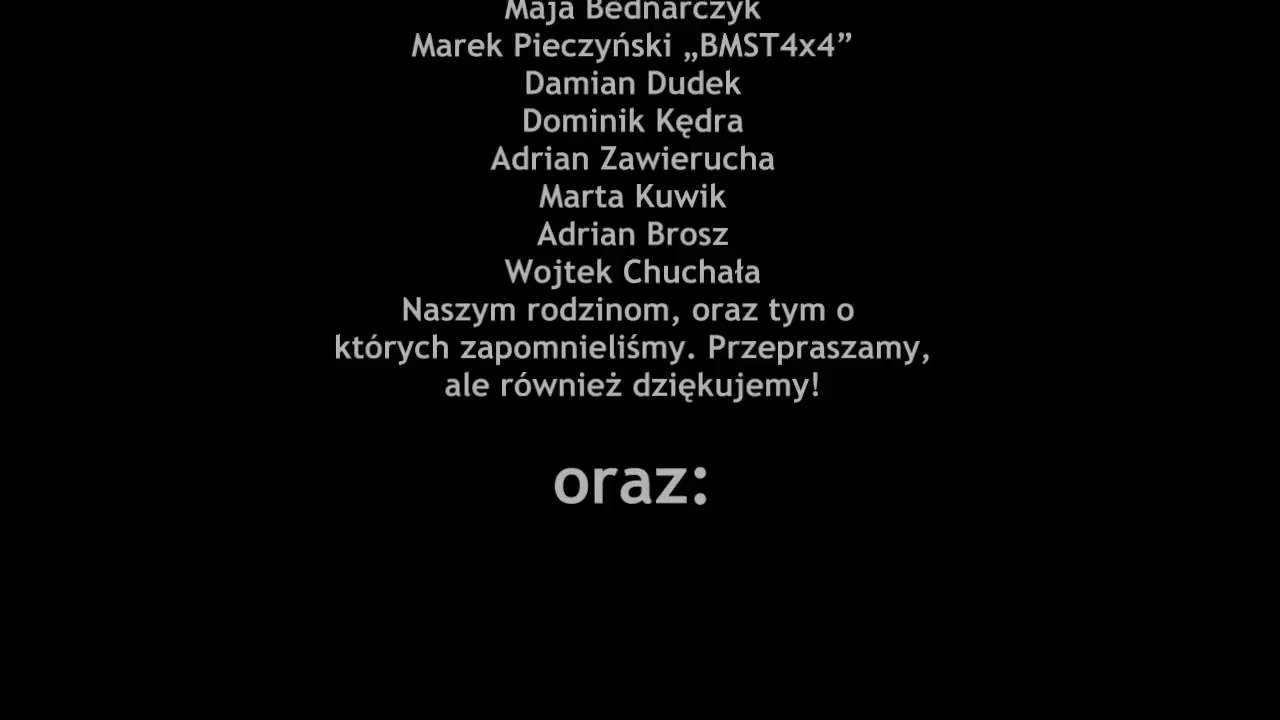 Maja Bednarczyk
Marek Pieczyński „BMST4x4”
Damian Dudek
Dominik Kędra
Adrian Zawierucha
Marta Kuwik
Adrian Brosz
Wojtek Chuchała
Naszym rodzinom, oraz tym o
których zapomnieliśmy. Przepraszamy,
ale również dziękujemy!
oraz: